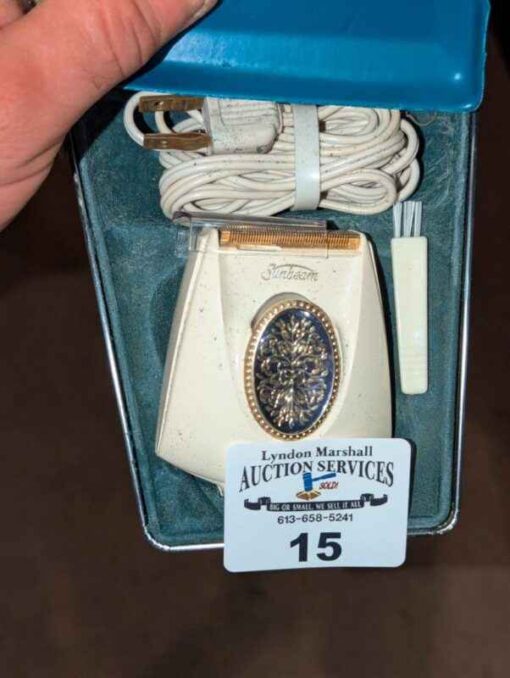 Sunbeam
Lyndon Marshall
AUCTION SERVICES
SOLD!
BIG OR SMALL, WE SELL IT ALL
613-658-5241
15